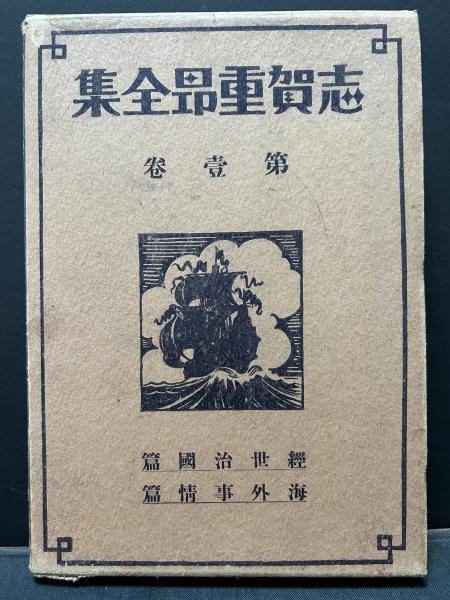 志賀重昂全集
第壹卷
經世治國篇
海外事情篇